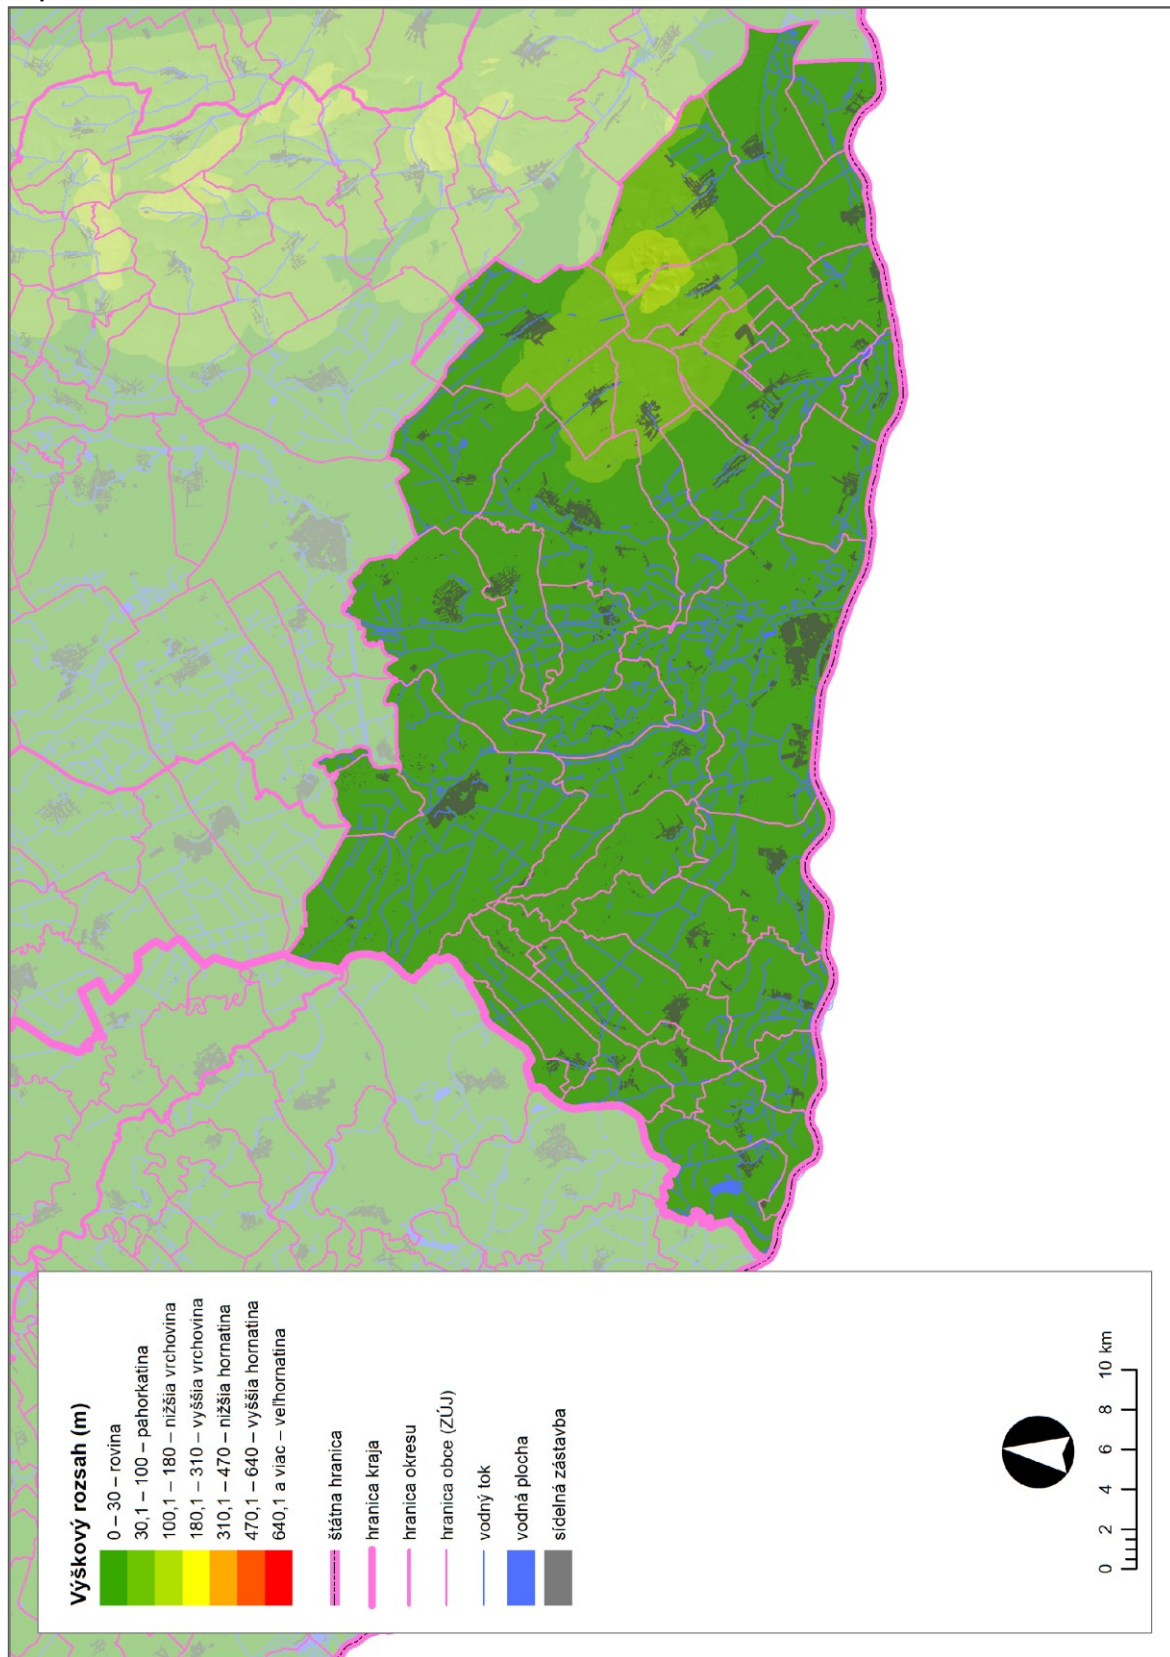 Výškový rozsah (m)
0 – 30 – rovina
30,1 – 100 – pahorkatina
100,1 – 180 – nižšia vrchovina
180,1 – 310 – vyššia vrchovina
310,1 – 470 – nižšia hornatina
470,1 – 640 – vyššia hornatina
640,1 a viac – veľhornatina
štátna hranica
hranica kraja
hranica okresu
hranica obce (ZÚJ)
vodný tok
vodná plocha
sídelná zástavba
0 2 4 6 8 10 km